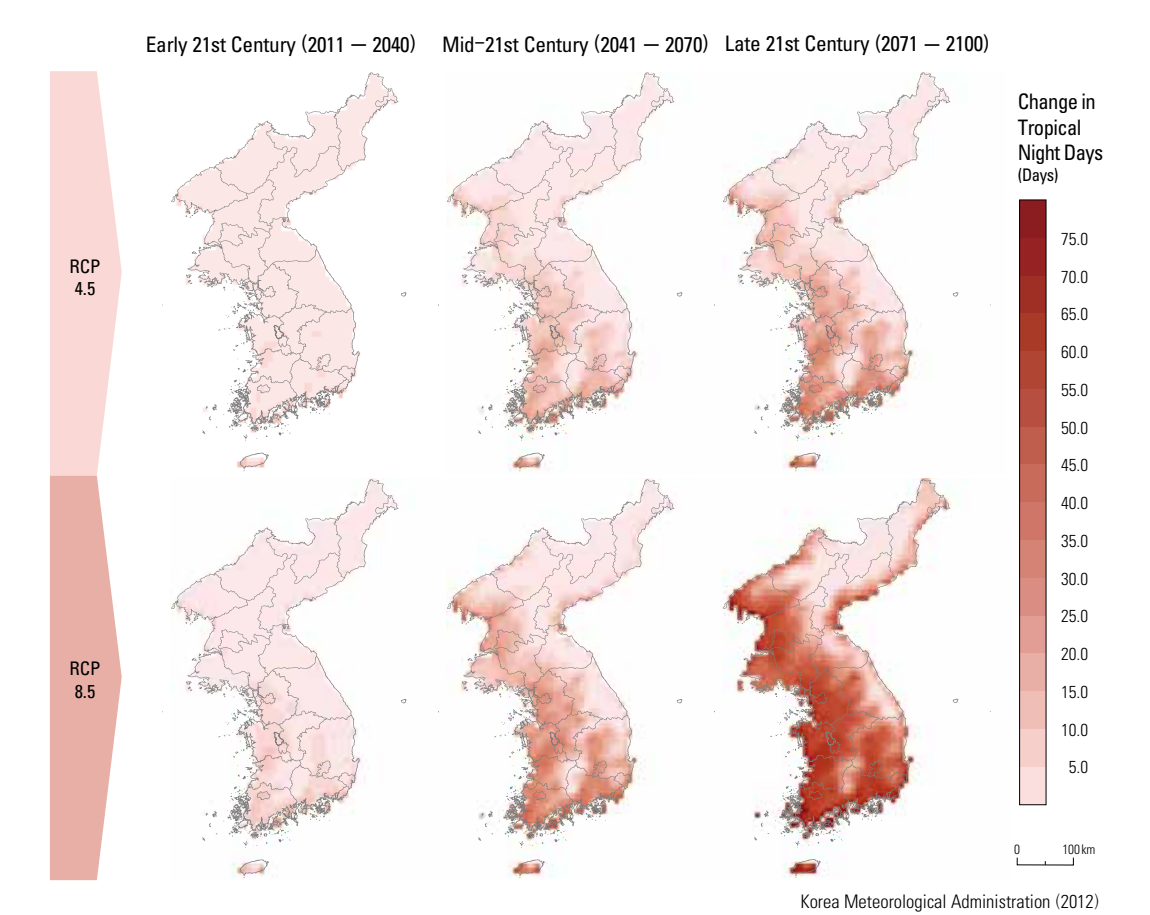 Early 21st Century (2011 — 2040)
Mid-21st Century (2041 — 2070)
Late 21st Century (2071 — 2100)
RCP
4.5
RCP
8.5
Change in
Tropical
Night Days
(Days)
75.0
70.0
65.0
60.0
55.0
50.0
45.0
40.0
35.0
30.0
25.0
20.0
15.0
10.0
5.0
0 100km
Korea Meteorological Administration (2012)